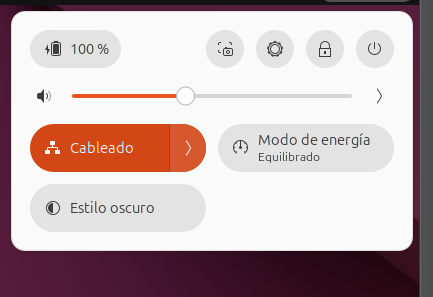 100 %
Cableado
Modo de energía
Equilibrado
Estilo oscuro